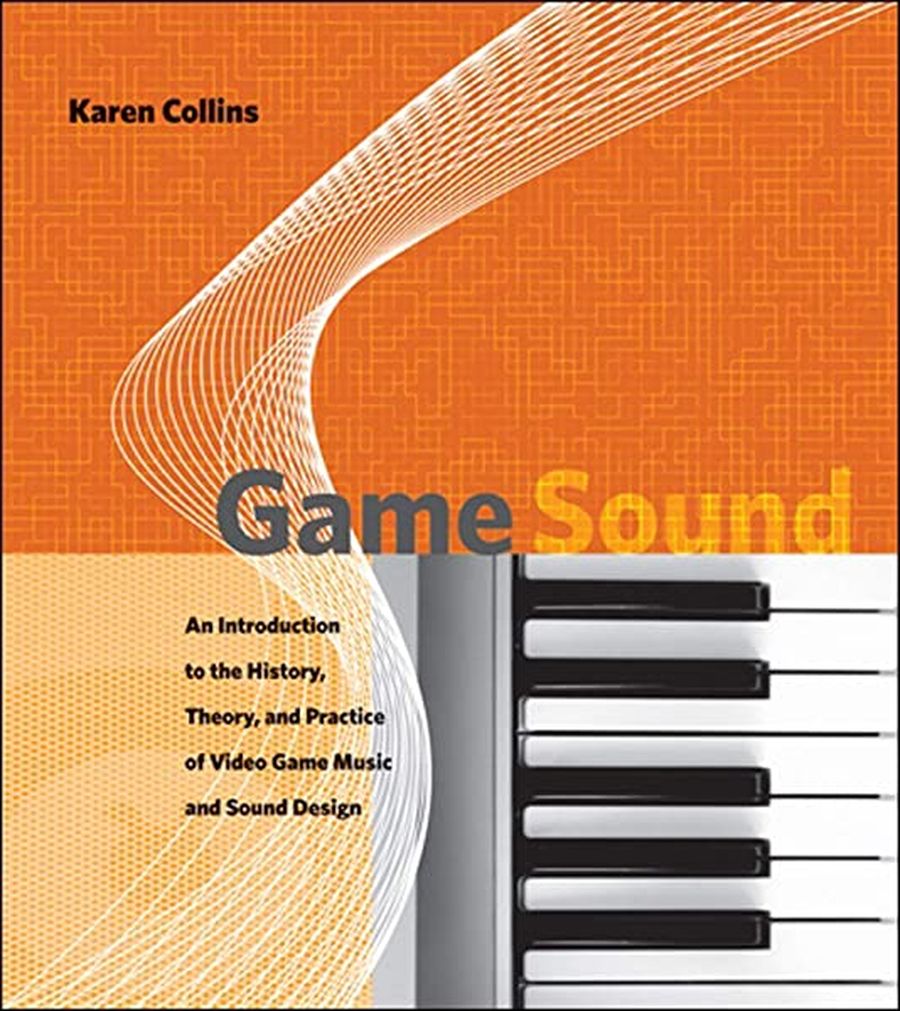 Karen Collins
Game Sound
An Introduction
to the History,
Theory, and Practice
of Video Game Music
and Sound Design